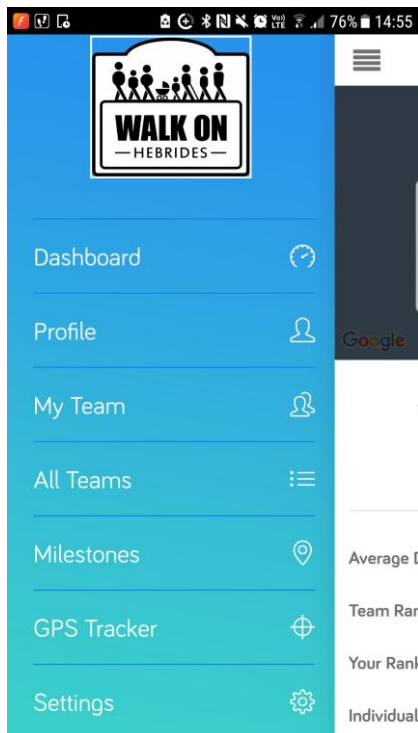 VoLTE 76% 14:55
WALK ON
HEBRIDES
Dashboard
Profile
My Team
All Teams
Milestones
GPS Tracker
Settings
Google
Average D
Team Ran
Your Rank
Individual